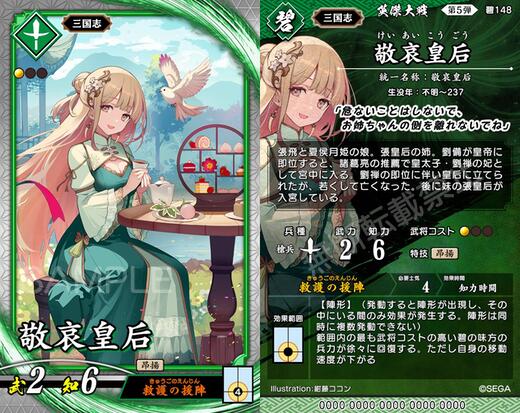 三国志
SAMPLE
敬哀皇后
昂揚
武2 知6
きゅうごのえんじん
救護の援陣
4
碧
英傑大戦
第5弾
碧148
けいあいこうごう
敬哀皇后
統一名称：敬哀皇后
生没年：不明～237
「危ないことはしないで、
お姉ちゃんの側を離れないでね」
張飛と夏侯月姫の娘。張皇后の姉。劉備が皇帝に
即位すると、諸葛亮の推薦で皇太子・劉禅の妃と
して宮中に入る。劉禅の即位に伴い皇后に立てら
れたが、若くして亡くなった。後に妹の張皇后が
入宮している。
兵種
武力
知力
武将コスト
槍兵
2
6
特技
昂揚
きゅうごのえんじん
救護の援陣
必要士気
4
効果時間
知力時間
効果範囲
【陣形】（発動すると陣形が出現し、その
中にいる間のみ効果が発生する。陣形は同
時に複数発動できない）
範囲内の最も武将コストの高い碧の味方の
兵力が徐々に回復する。ただし自身の移動
速度が下がる
Illustration：紺藤ココン
©SEGA
0000-0000-0000-0000-0000